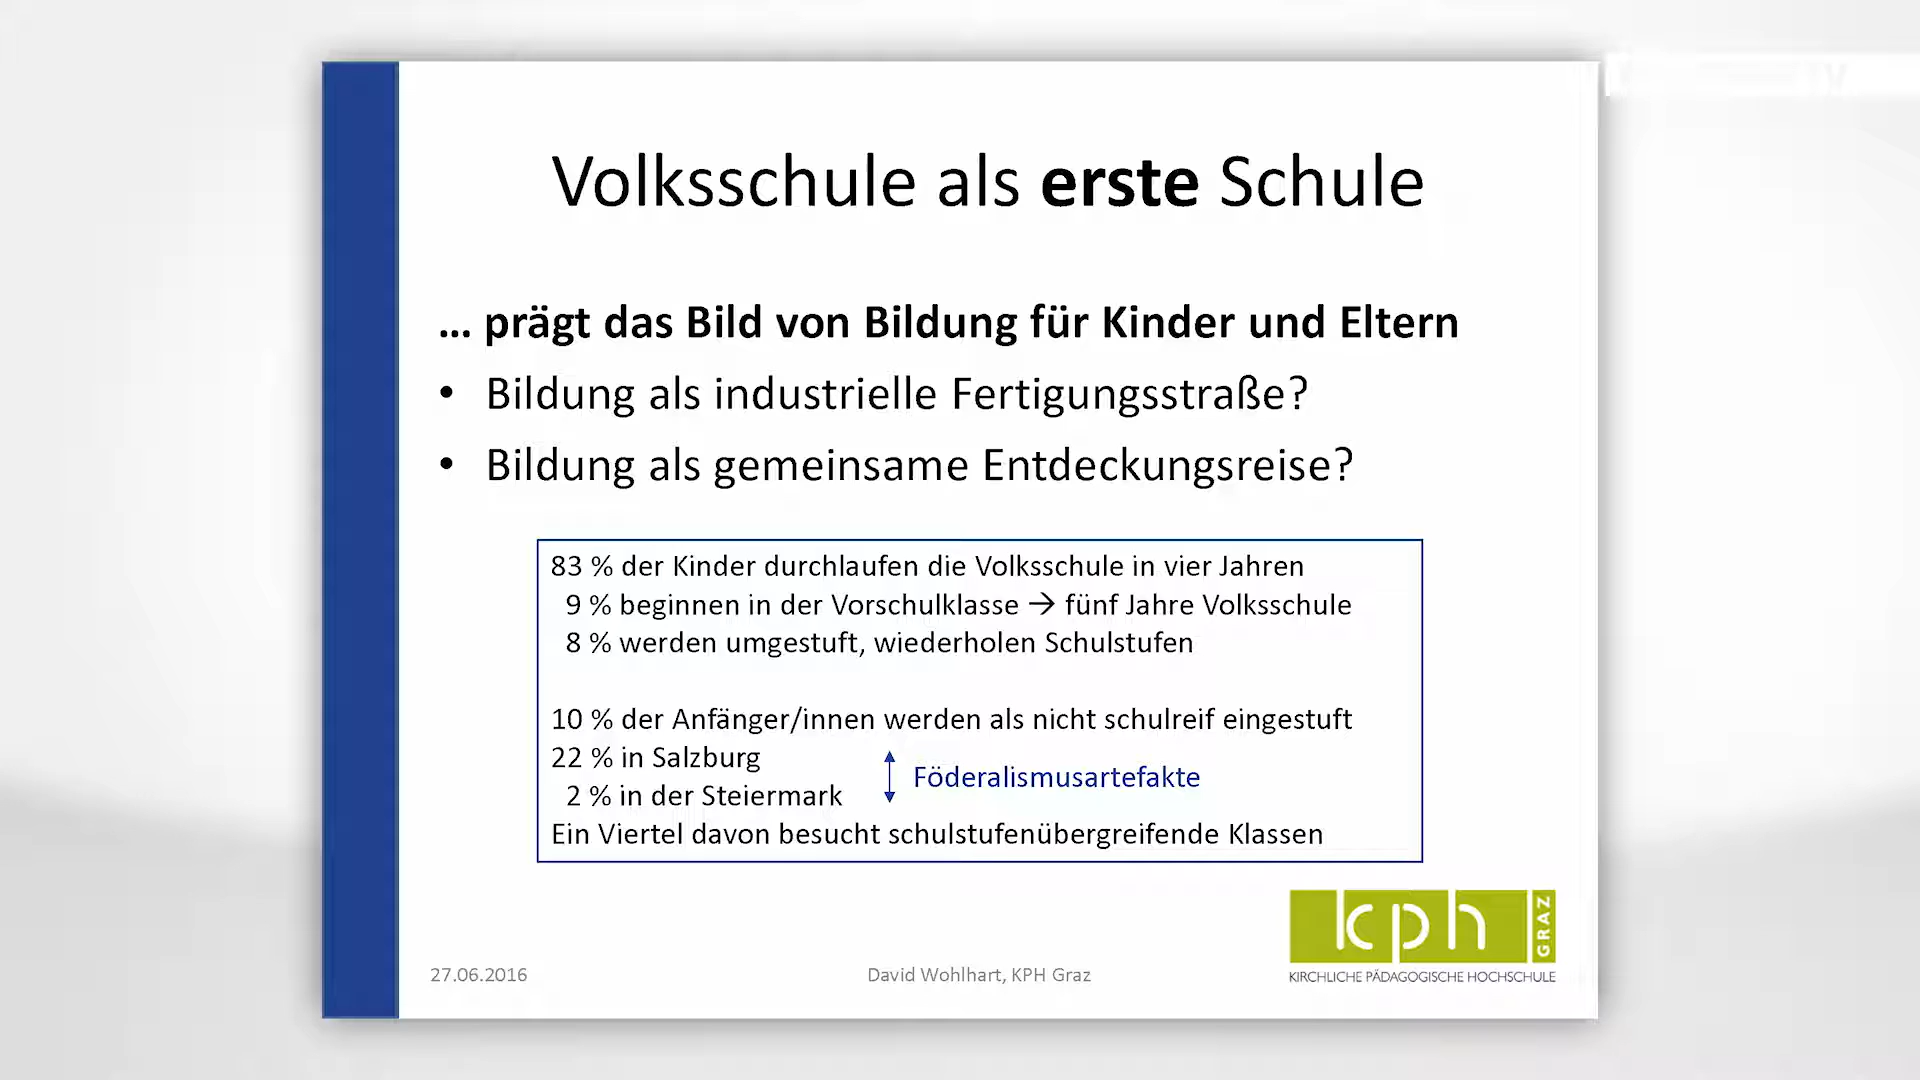 Volksschule als erste Schule
... prägt das Bild von Bildung für Kinder und Eltern
• Bildung als industrielle Fertigungsstraße?
• Bildung als gemeinsame Entdeckungsreise?
83 % der Kinder durchlaufen die Volksschule in vier Jahren
9 % beginnen in der Vorschulklasse → fünf Jahre Volksschule
8 % werden umgestuft, wiederholen Schulstufen
10 % der Anfänger/innen werden als nicht schulreif eingestuft
22 % in Salzburg
2 % in der Steiermark
Föderalismusartefakte
Ein Viertel davon besucht schulstufenübergreifende Klassen
kph GRAZ
KIRCHLICHE PÄDAGOGISCHE HOCHSCHULE
27.06.2016
David Wohlhart, KPH Graz